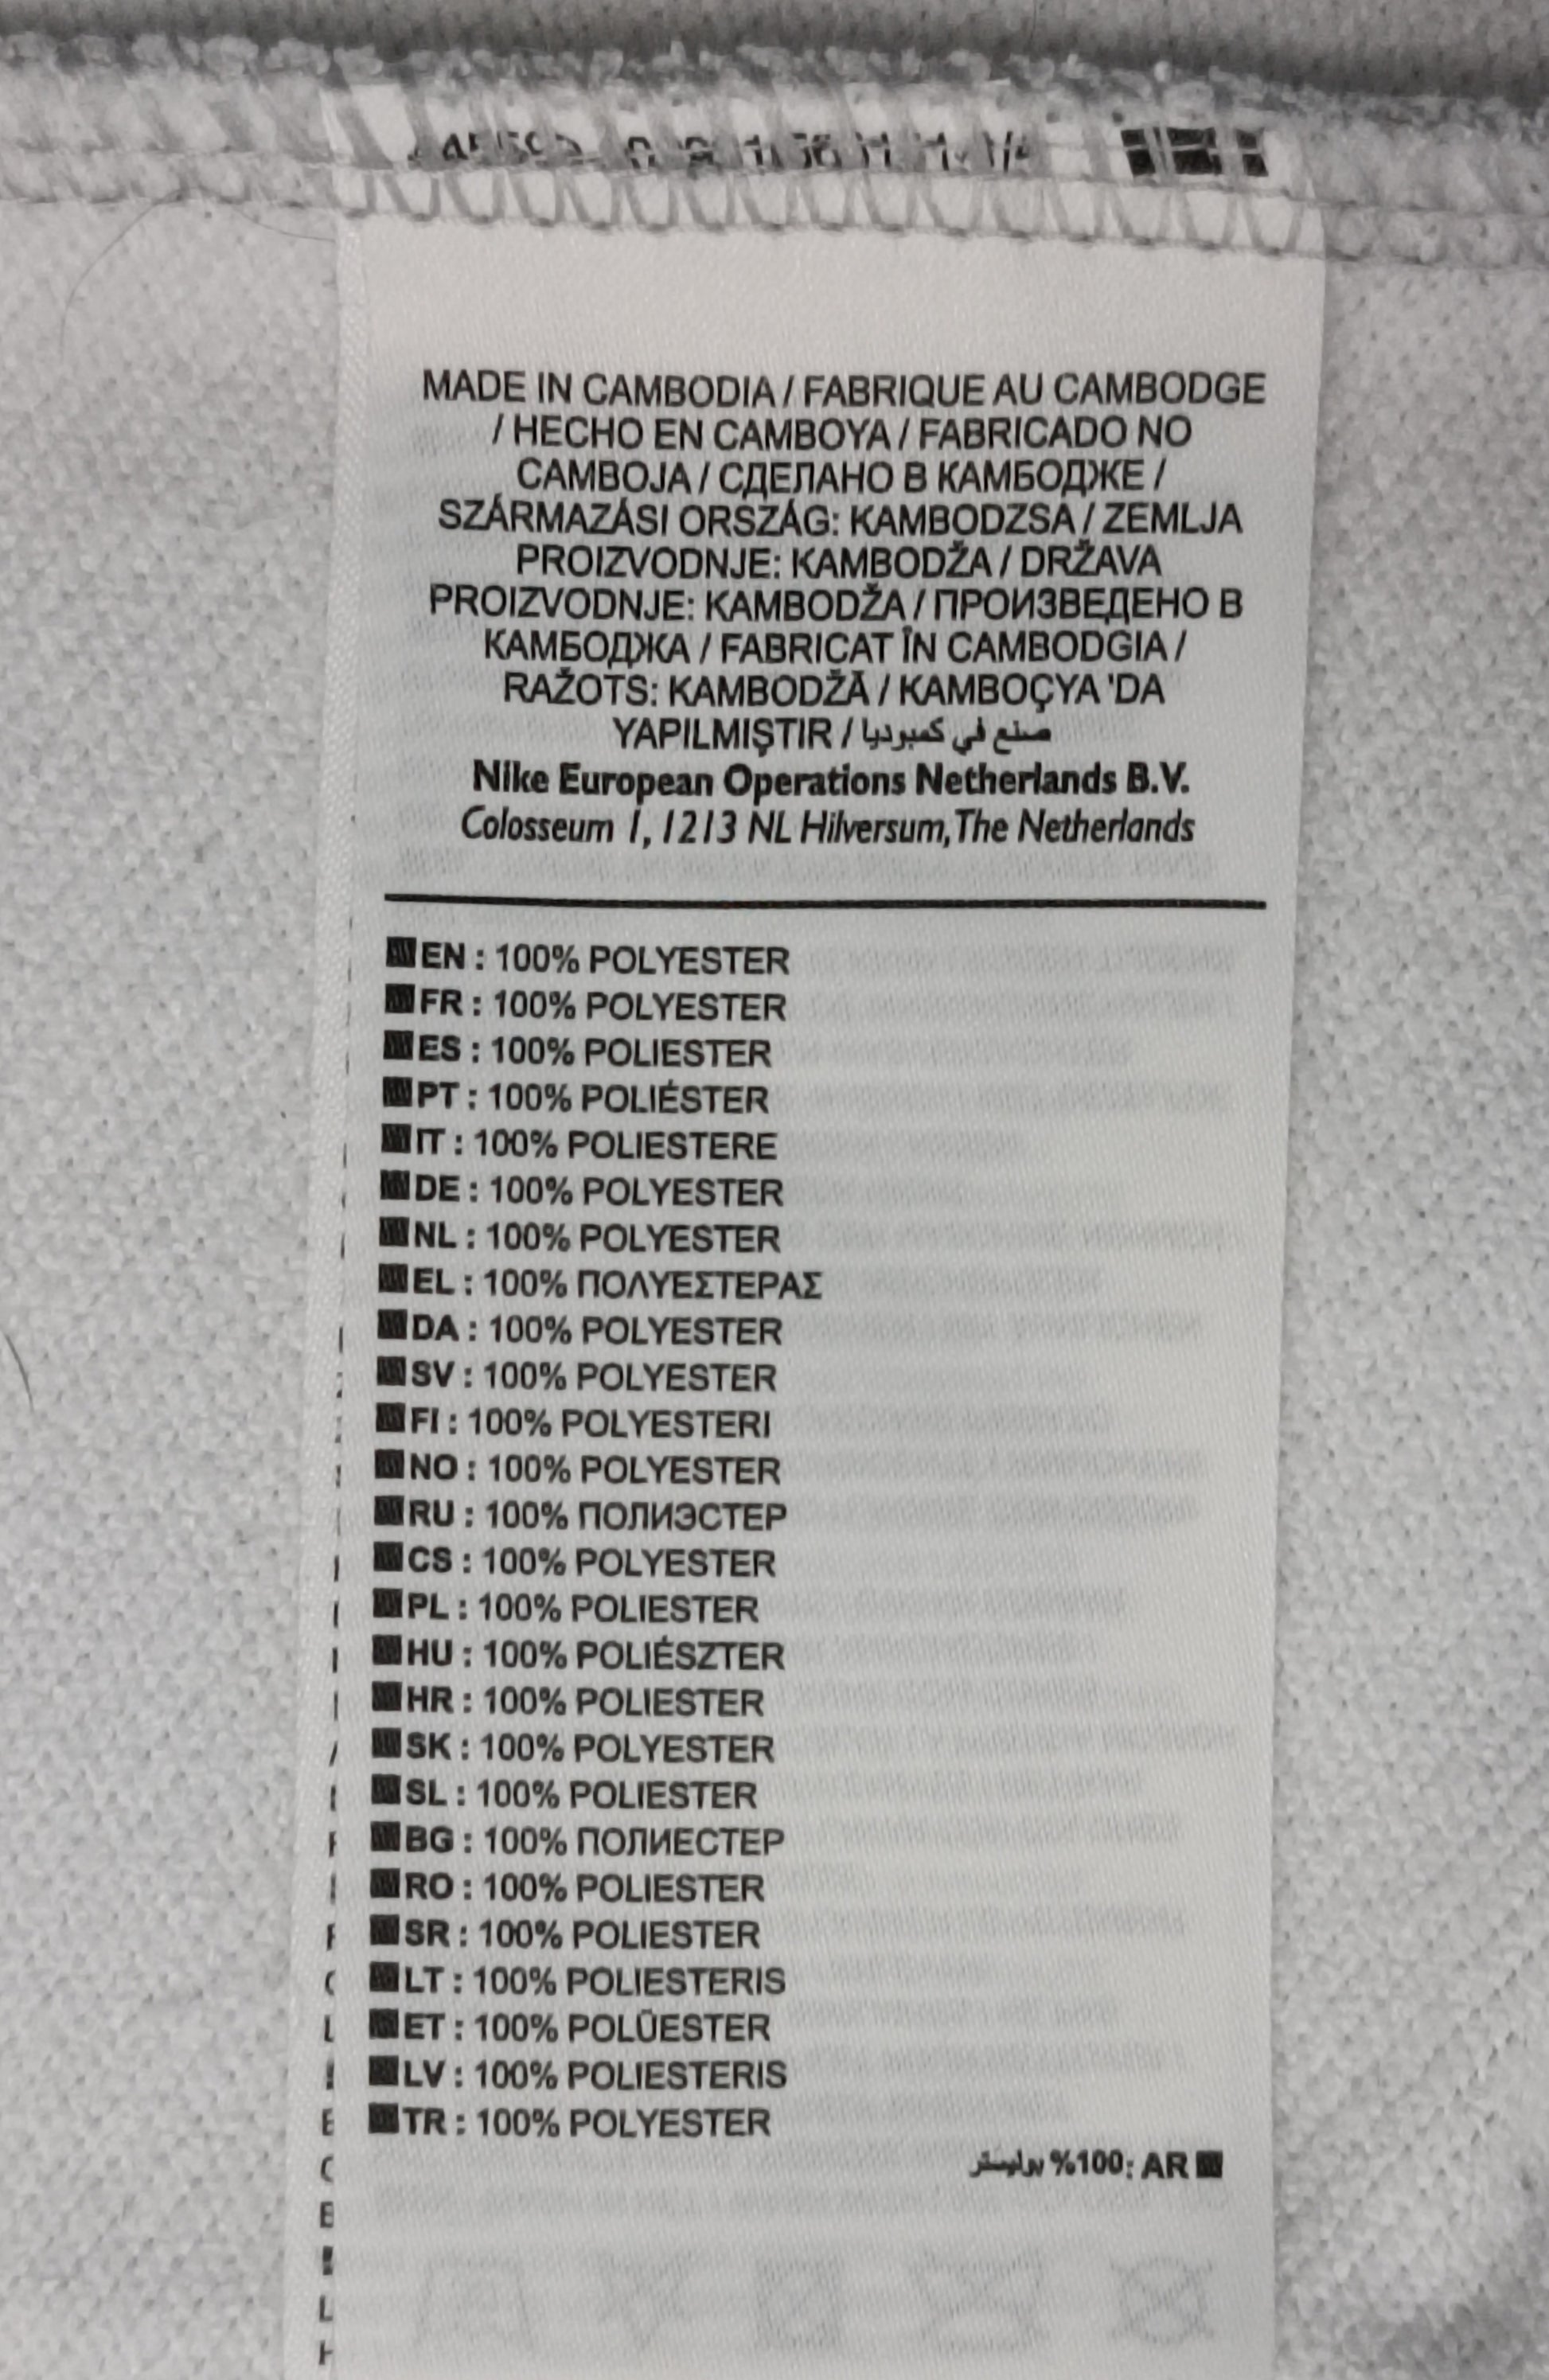 MADE IN CAMBODIA / FABRIQUE AU CAMBODGE
/ HECHO EN CAMBOYA / FABRICADO NO
CAMBOJA / СДЕЛАНО В КАМБОДЖЕ /
SZÁRMAZÁSI ORSZÁG: KAMBODZSA / ZEMLJA
PROIZVODNJE: KAMBODŽA / DRŽAVA
PROIZVODNJE: KAMBODŽA / ПРОИЗВЕДЕНО В
КАМБОДЖА / FABRICAT ÎN CAMBODGIA /
RAŽOTS: KAMBODŽĀ / KAMBOÇYA 'DA
YAPILMIŞTIR / صنع في كمبوديا
Nike European Operations Netherlands B.V.
Colosseum 1, 1213 NL Hilversum, The Netherlands
EN : 100% POLYESTER
FR : 100% POLYESTER
ES : 100% POLIESTER
PT : 100% POLIÉSTER
IT : 100% POLIESTERE
DE : 100% POLYESTER
NL : 100% POLYESTER
EL : 100% ΠΟΛΥΕΣΤΕΡΑΣ
DA : 100% POLYESTER
SV : 100% POLYESTER
FI : 100% POLYESTERI
NO : 100% POLYESTER
RU : 100% ПОЛИЭСТЕР
CS : 100% POLYESTER
PL : 100% POLIESTER
HU : 100% POLIÉSZTER
HR : 100% POLIESTER
SK : 100% POLYESTER
SL : 100% POLIESTER
BG : 100% ПОЛИЕСТЕР
RO : 100% POLIESTER
SR : 100% POLIESTER
LT : 100% POLIESTERIS
ET : 100% POLÜESTER
LV : 100% POLIESTERIS
TR : 100% POLYESTER
AR :100% بوليستر